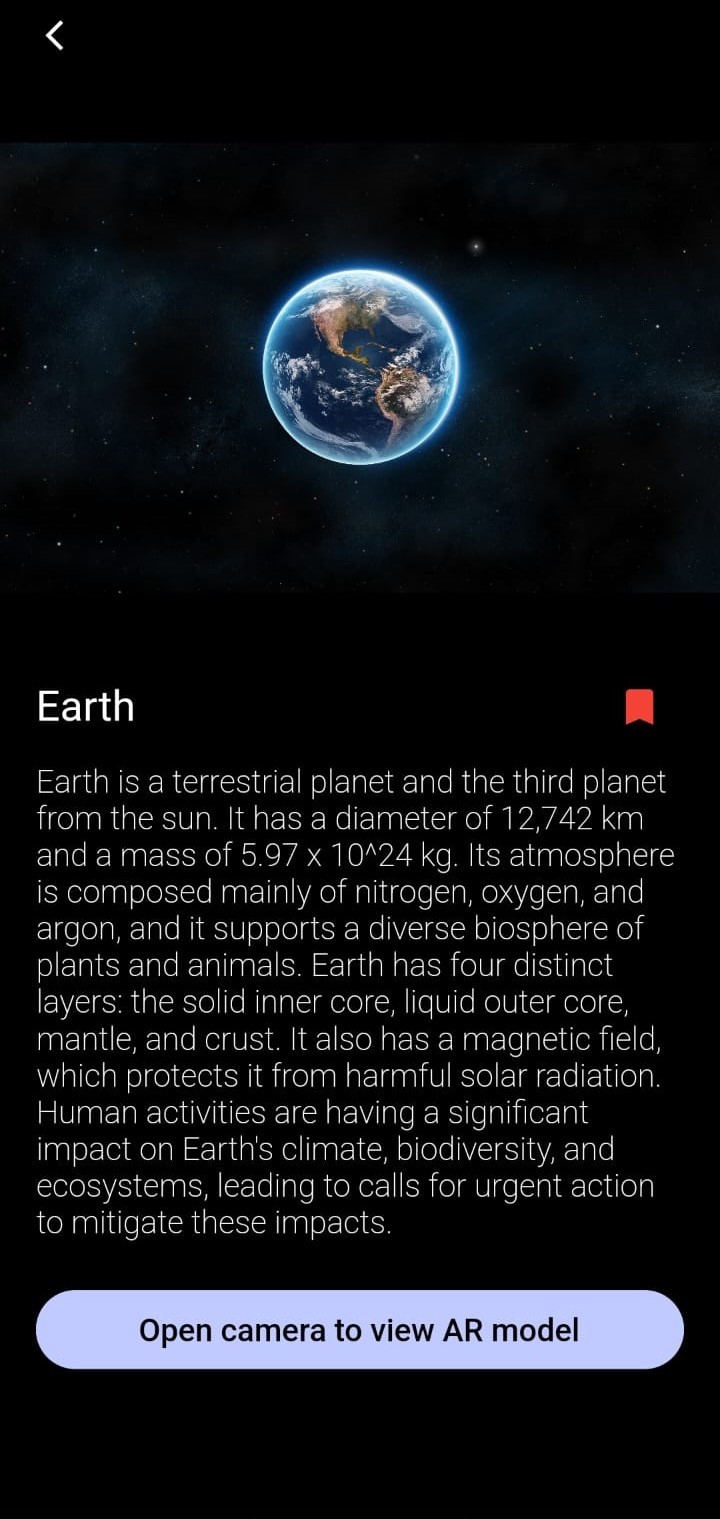 Earth
Earth is a terrestrial planet and the third planet
from the sun. It has a diameter of 12,742 km
and a mass of 5.97 x 10^24 kg. Its atmosphere
is composed mainly of nitrogen, oxygen, and
argon, and it supports a diverse biosphere of
plants and animals. Earth has four distinct
layers: the solid inner core, liquid outer core,
mantle, and crust. It also has a magnetic field,
which protects it from harmful solar radiation.
Human activities are having a significant
impact on Earth's climate, biodiversity, and
ecosystems, leading to calls for urgent action
to mitigate these impacts.
Open camera to view AR model